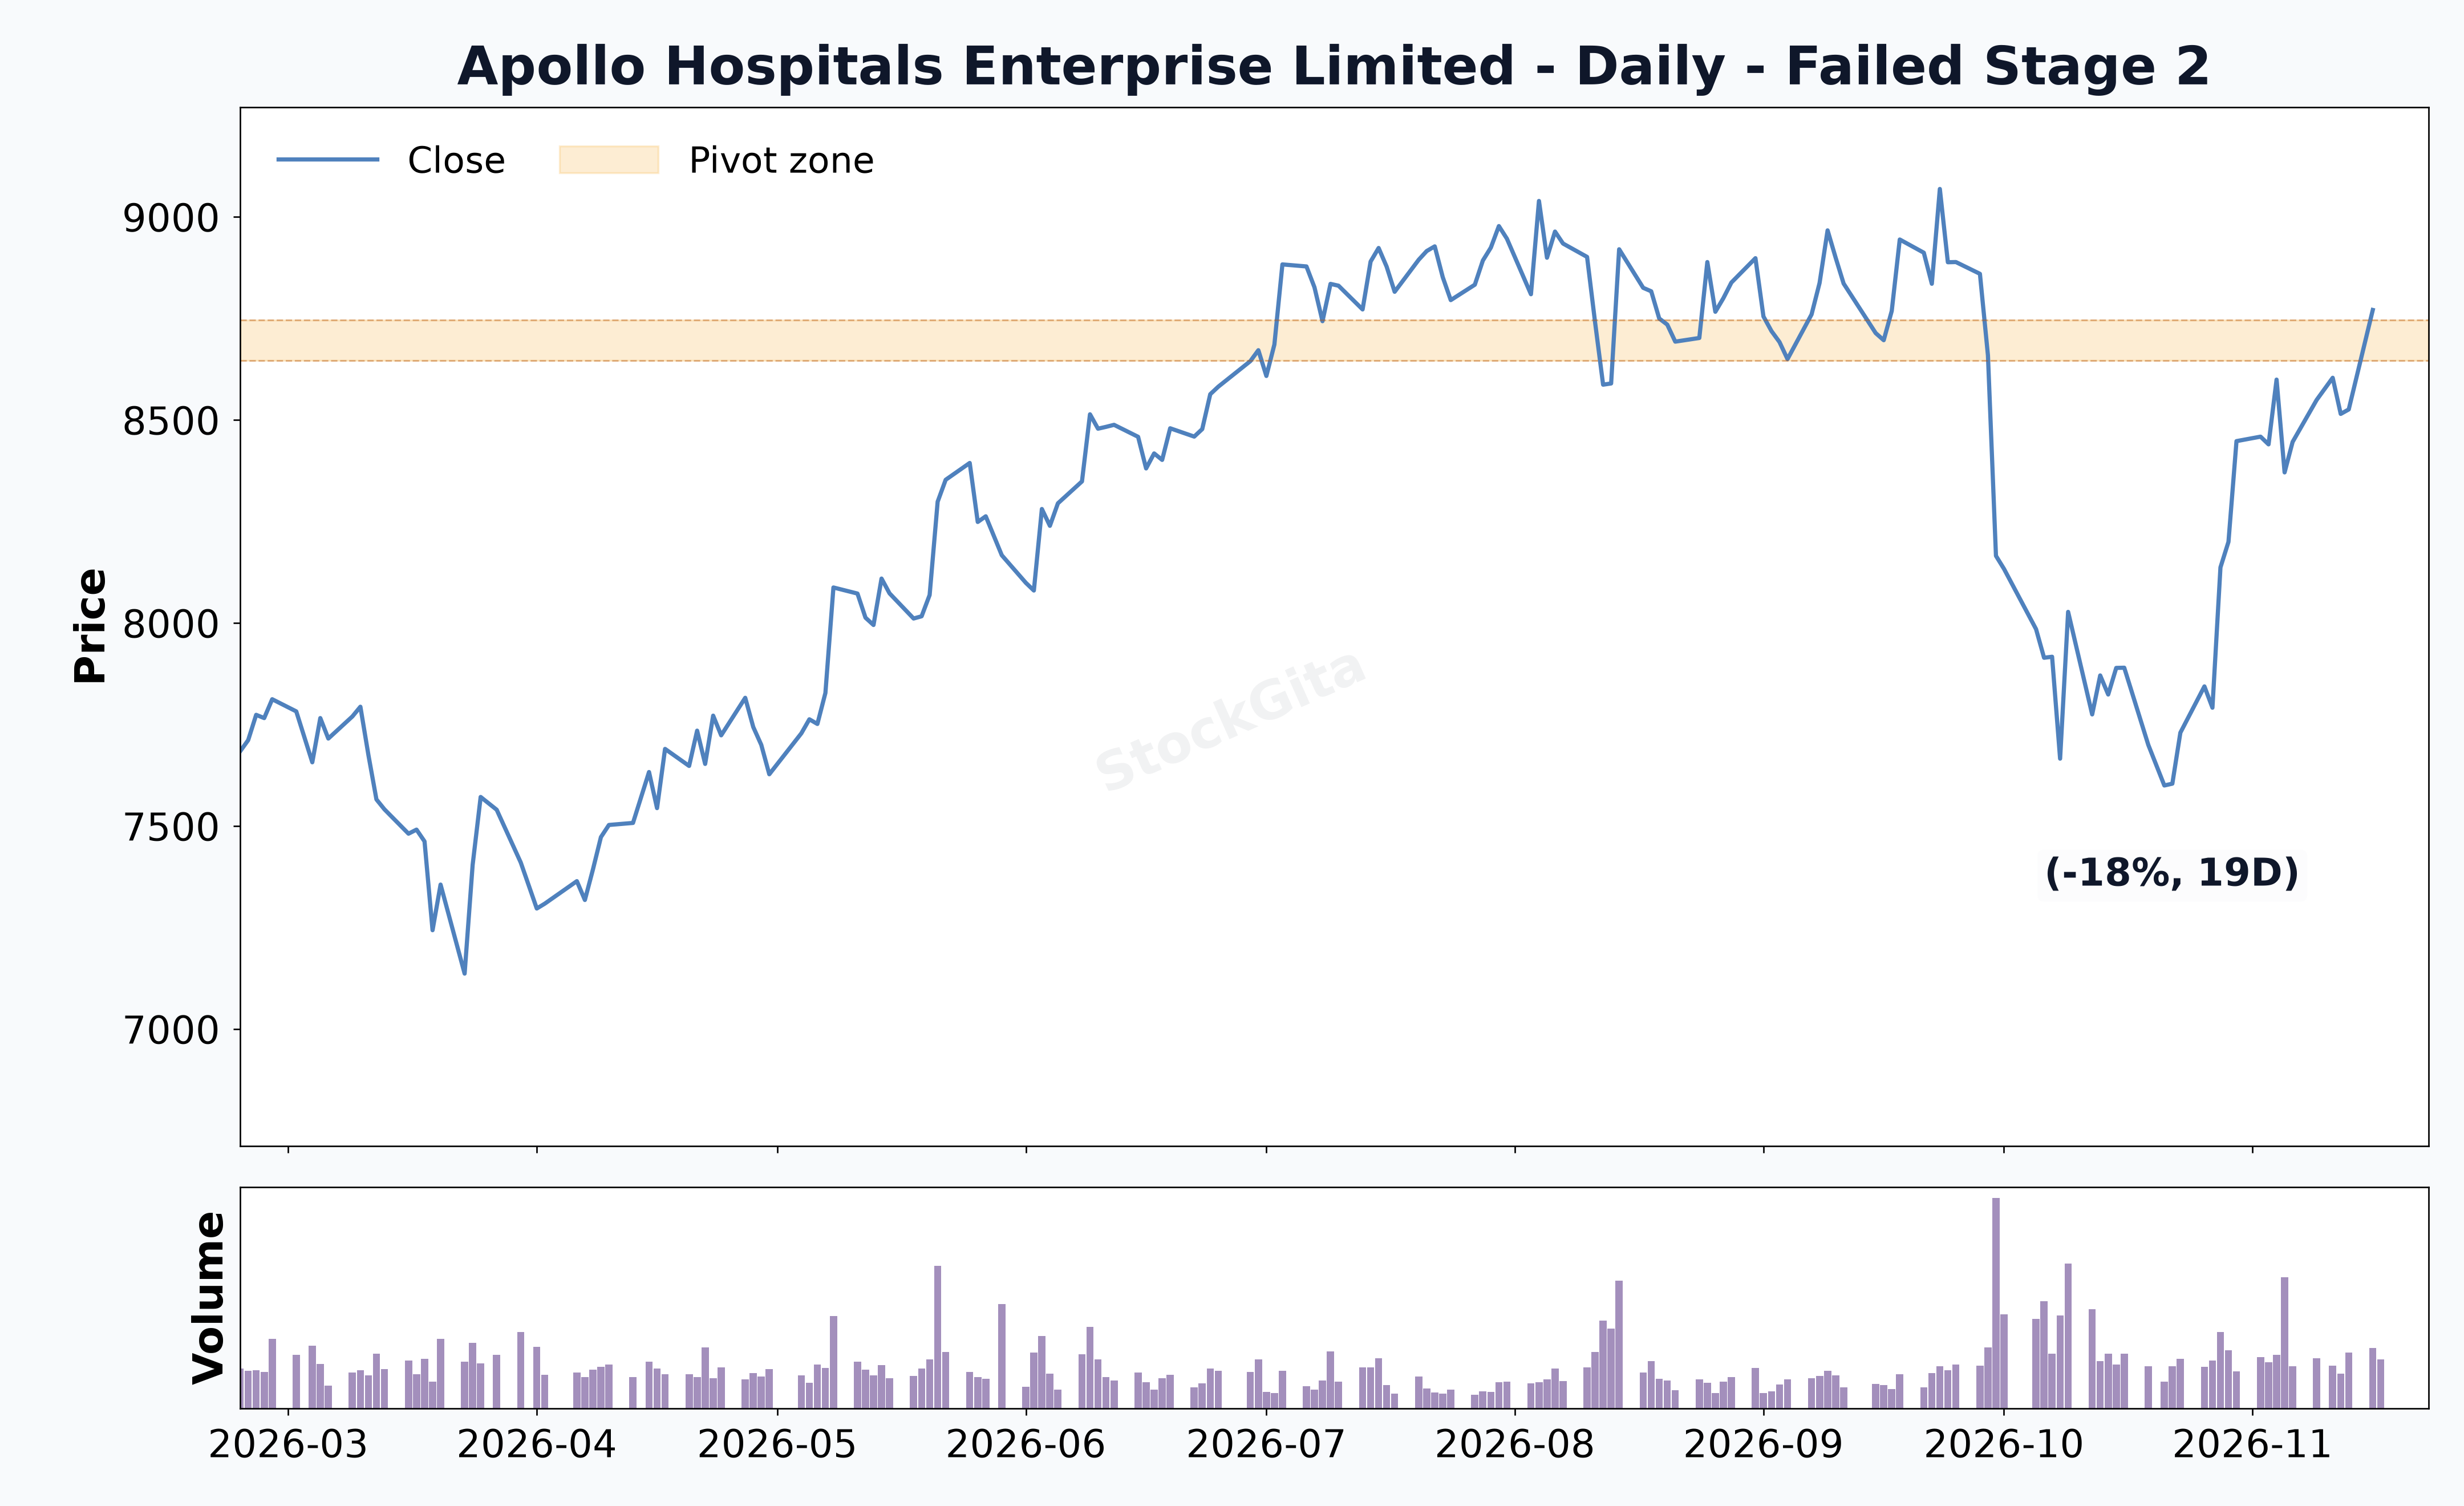 Apollo Hospitals Enterprise Limited - Daily - Failed Stage 2
Close
Pivot zone
9000
8500
8000
7500
7000
Price
StockGita
(-18%, 19D)
Volume
2026-03
2026-04
2026-05
2026-06
2026-07
2026-08
2026-09
2026-10
2026-11